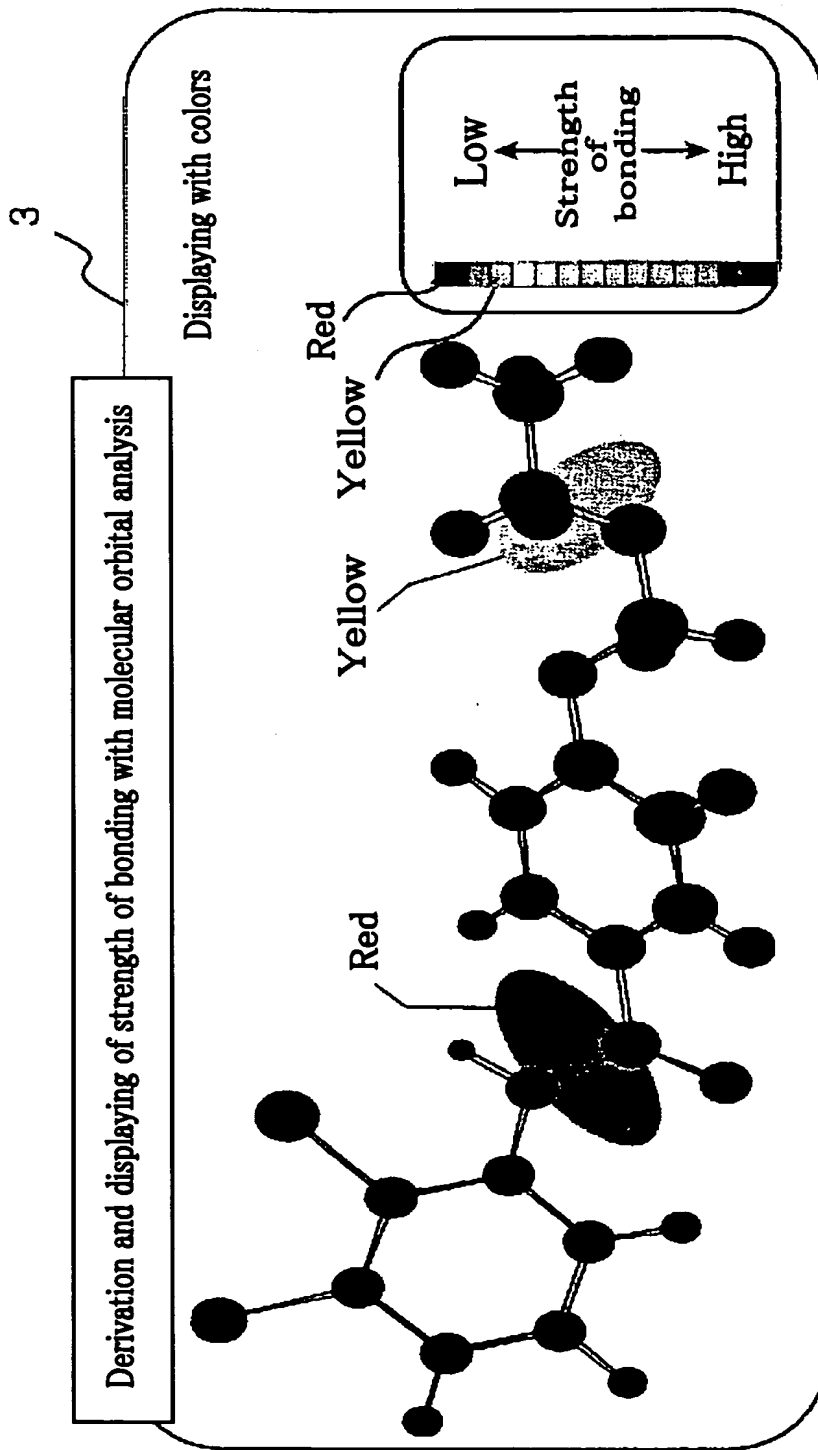 3
Derivation and displaying of strength of bonding with molecular orbital analysis
Displaying with colors
Red
Yellow
Yellow
Red
Low
Strength
of
bonding
High